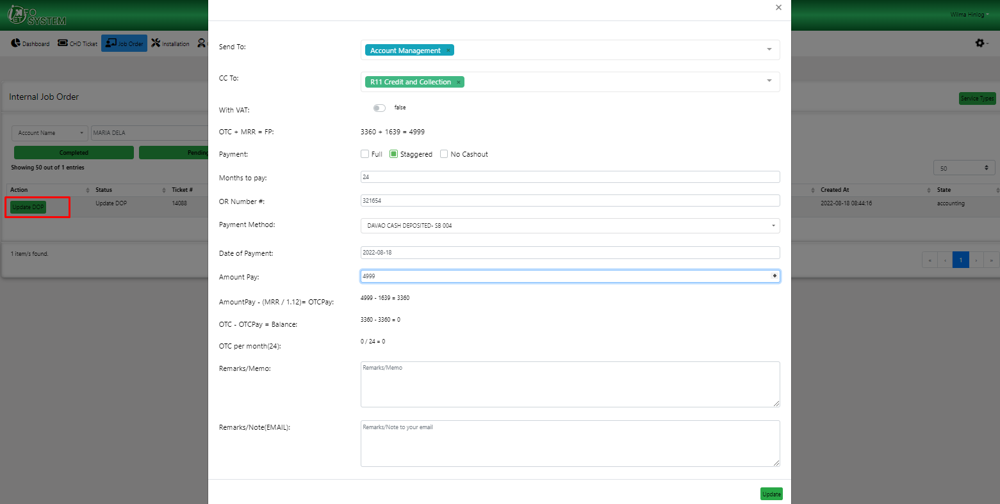 iNFO
NET
SYSTEM
Wilma Hinlog
×
Dashboard
CHD Ticket
Job Order
Installation
Internal Job Order
Service Types
Account Name
MARIA DELA
Completed
Pending
Showing 50 out of 1 entries
50
Action
Status
Ticket #
Created At
State
Update DOP
Update DOP
14088
2022-08-18 08:44:16
accounting
1 item/s found.
«
‹
1
›
»
Send To:
Account Management ×
CC To:
R11 Credit and Collection ×
With VAT:
false
OTC + MRR = FP:
3360 + 1639 = 4999
Payment:
Full
Staggered
No Cashout
Months to pay:
24
OR Number #:
321654
Payment Method:
DAVAO CASH DEPOSITED- SB 004
Date of Payment:
2022-08-18
Amount Pay:
4999
AmountPay - (MRR / 1.12)= OTCPay:
4999 - 1639 = 3360
OTC - OTCPay = Balance:
3360 - 3360 = 0
OTC per month(24):
0 / 24 = 0
Remarks/Memo:
Remarks/Memo
Remarks/Note(EMAIL):
Remarks/Note to your email
Update